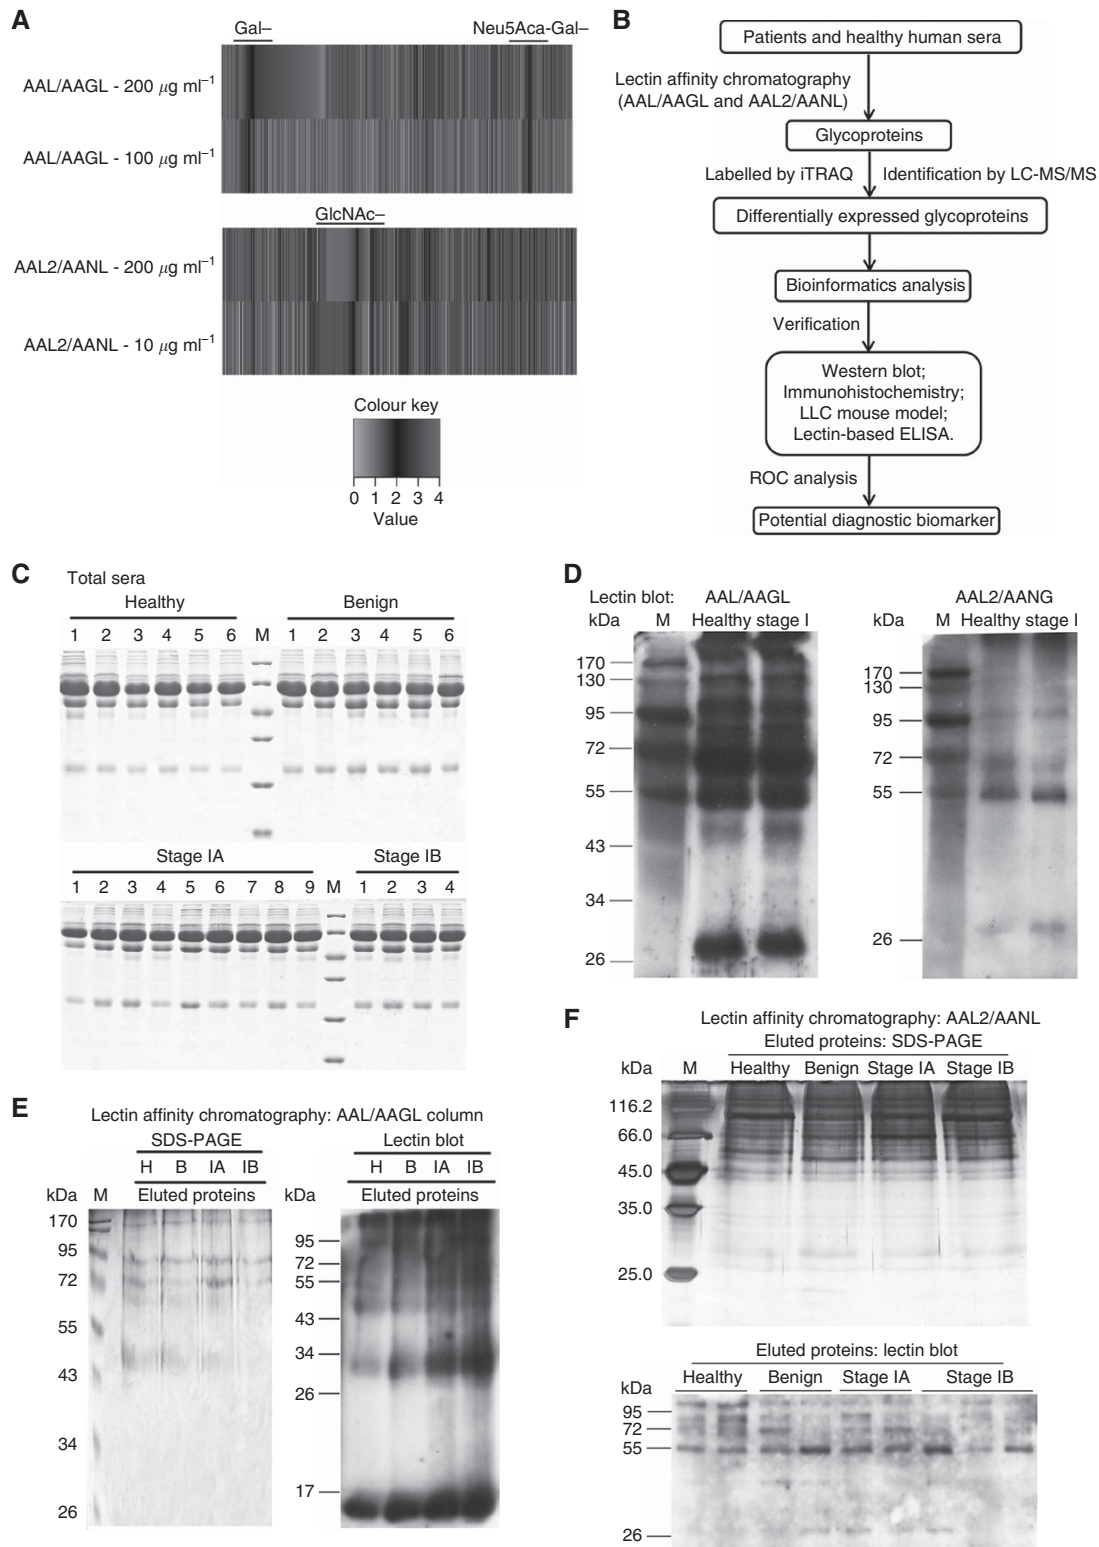 A
Gal–
Neu5Aca-Gal–
AAL/AAGL - 200 μg ml−1
AAL/AAGL - 100 μg ml−1
GlcNAc–
AAL2/AANL - 200 μg ml−1
AAL2/AANL - 10 μg ml−1
Colour key
0 1 2 3 4
Value
B
Patients and healthy human sera
Lectin affinity chromatography
(AAL/AAGL and AAL2/AANL)
Glycoproteins
Labelled by iTRAQ
Identification by LC-MS/MS
Differentially expressed glycoproteins
Bioinformatics analysis
Verification
Western blot;
Immunohistochemistry;
LLC mouse model;
Lectin-based ELISA.
ROC analysis
Potential diagnostic biomarker
C
Total sera
Healthy
Benign
1 2 3 4 5 6 M 1 2 3 4 5 6
Stage IA
Stage IB
1 2 3 4 5 6 7 8 9 M 1 2 3 4
D
Lectin blot: AAL/AAGL
kDa M Healthy stage I
170
130
95
72
55
43
34
26
AAL2/AANG
kDa M Healthy stage I
170
130
95
72
55
26
E
Lectin affinity chromatography: AAL/AAGL column
SDS-PAGE
H B IA IB
kDa M Eluted proteins
170
95
72
55
43
34
26
Lectin blot
H B IA IB
kDa Eluted proteins
95
72
55
43
34
26
17
F
Lectin affinity chromatography: AAL2/AANL
Eluted proteins: SDS-PAGE
kDa M Healthy Benign Stage IA Stage IB
116.2
66.0
45.0
35.0
25.0
Eluted proteins: lectin blot
kDa Healthy Benign Stage IA Stage IB
95
72
55
26